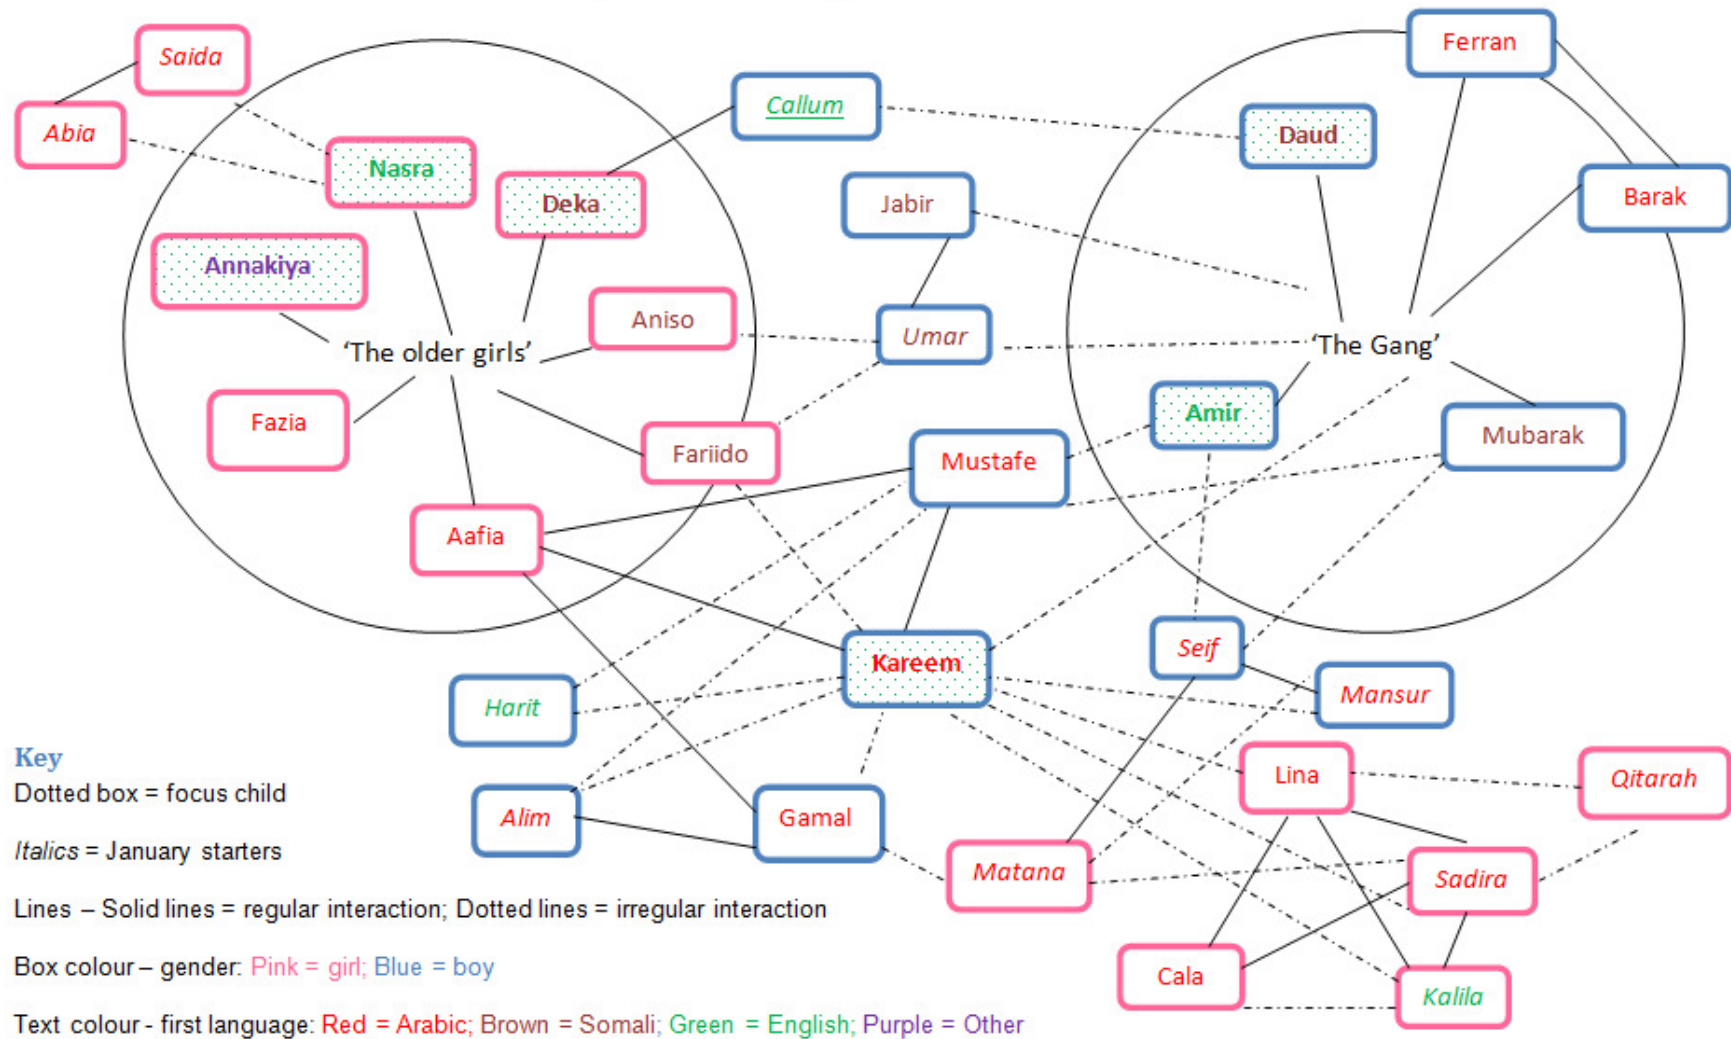 Saida
Ferran
Callum
Abia
Daud
Nasra
Deka
Jabir
Barak
Annakiya
Aniso
Umar
‘The older girls’
‘The Gang’
Fazia
Amir
Fariido
Mustafe
Mubarak
Aafia
Seif
Kareem
Harit
Mansur
Key
Dotted box = focus child
Lina
Qitarah
Alim
Gamal
Italics = January starters
Matana
Sadira
Lines – Solid lines = regular interaction; Dotted lines = irregular interaction
Box colour – gender: Pink = girl; Blue = boy
Cala
Kalila
Text colour - first language: Red = Arabic; Brown = Somali; Green = English; Purple = Other